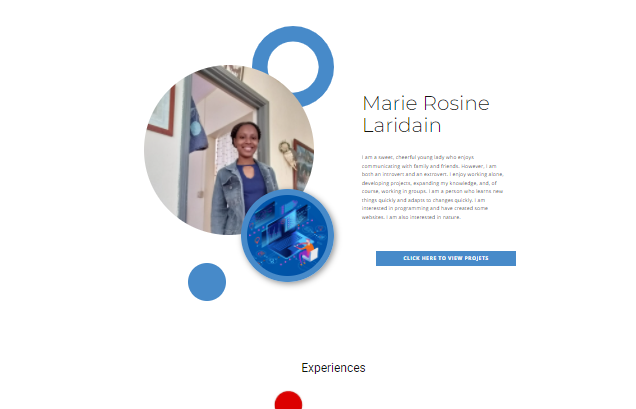 Marie Rosine
Laridain
I am a sweet, cheerful young lady who enjoys
communicating with family and friends. However, I am
both an introvert and an extrovert. I enjoy working alone,
developing projects, expanding my knowledge, and, of
course, working in groups. I am a person who learns new
things quickly and adapts to changes quickly. I am
interested in programming and have created some
websites. I am also interested in nature.
CLICK HERE TO VIEW PROJETS
Experiences